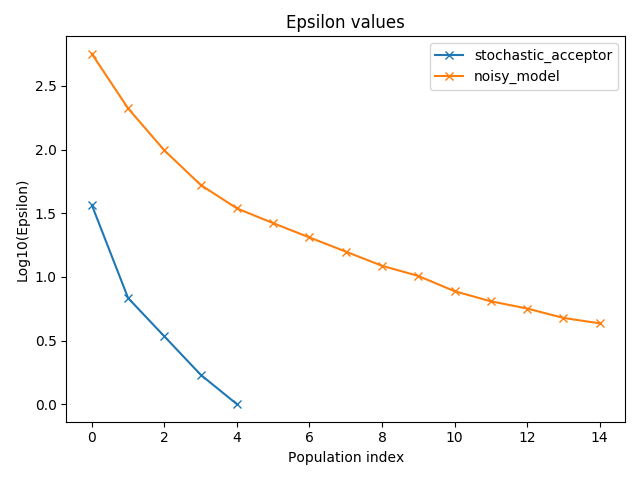 Epsilon values
stochastic_acceptor
noisy_model
Log10(Epsilon)
2.5
2.0
1.5
1.0
0.5
0.0
0 2 4 6 8 10 12 14
Population index